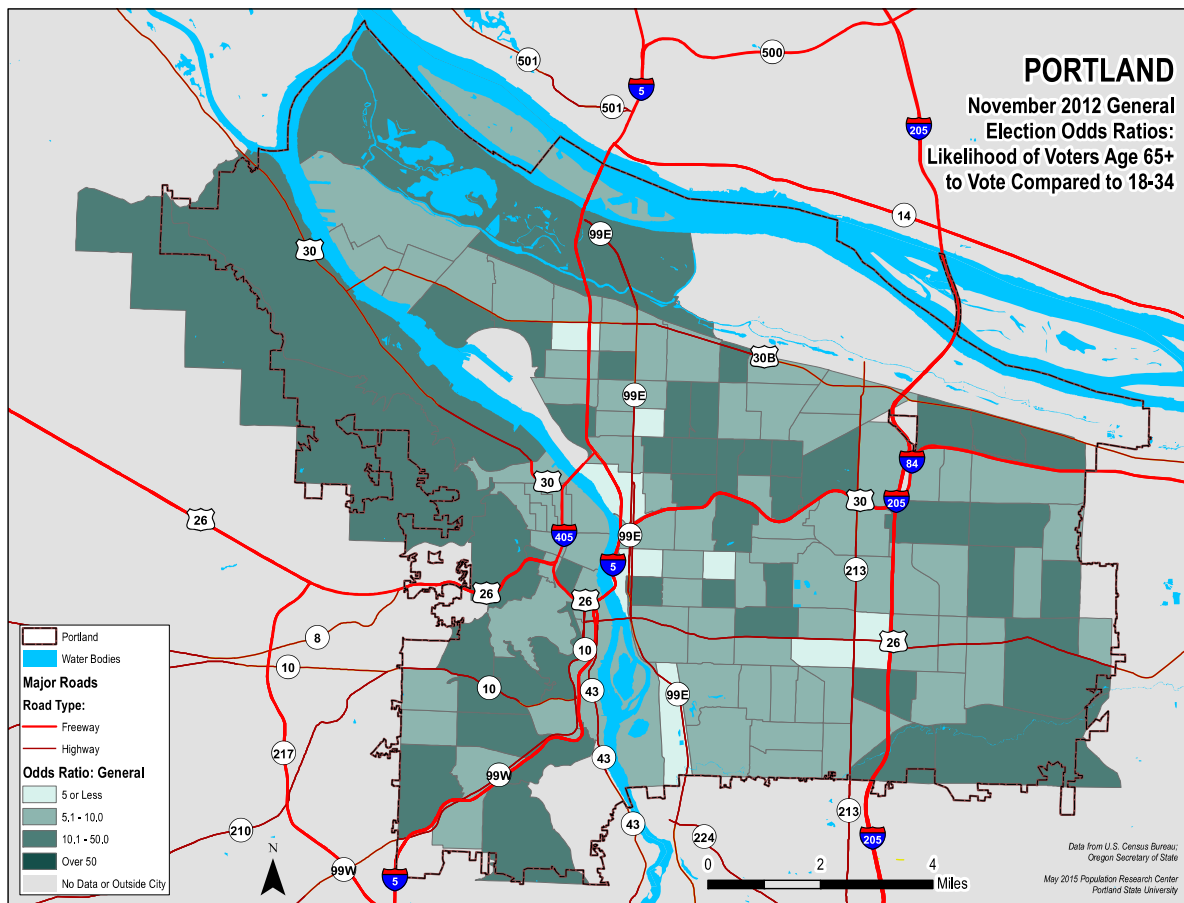 PORTLAND
November 2012 General
Election Odds Ratios:
Likelihood of Voters Age 65+
to Vote Compared to 18-34
501
500
501
5
205
14
99E
30
30B
99E
84
30
30
205
26
405
99E
5
213
26
26
26
8
10
10
10
43
99E
217
99W
43
213
210
43
224
205
99W
5
Portland
Water Bodies
Major Roads
Road Type:
Freeway
Highway
Odds Ratio: General
5 or Less
5.1 - 10.0
10.1 - 50.0
Over 50
No Data or Outside City
N
0 2 4
Miles
Data from U.S. Census Bureau;
Oregon Secretary of State
May 2015 Population Research Center
Portland State University